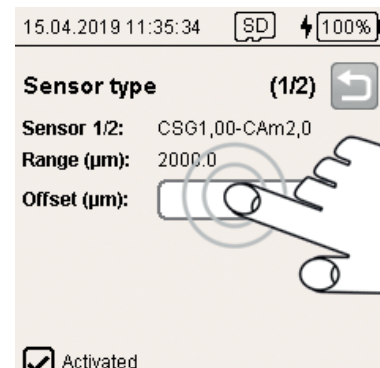 15.04.2019 11:35:34 SD 100%
Sensor type (1/2)
Sensor 1/2: CSG1,00-CAm2,0
Range (µm): 2000.0
Offset (µm):
Activated